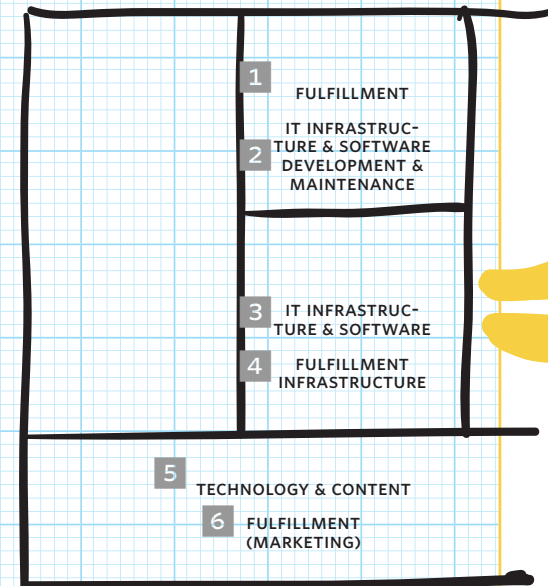 1
FULFILLMENT
IT INFRASTRUC-
2 TURE & SOFTWARE
DEVELOPMENT &
MAINTENANCE
3 IT INFRASTRUC-
TURE & SOFTWARE
4 FULFILLMENT
INFRASTRUCTURE
5
TECHNOLOGY & CONTENT
6 FULFILLMENT
(MARKETING)